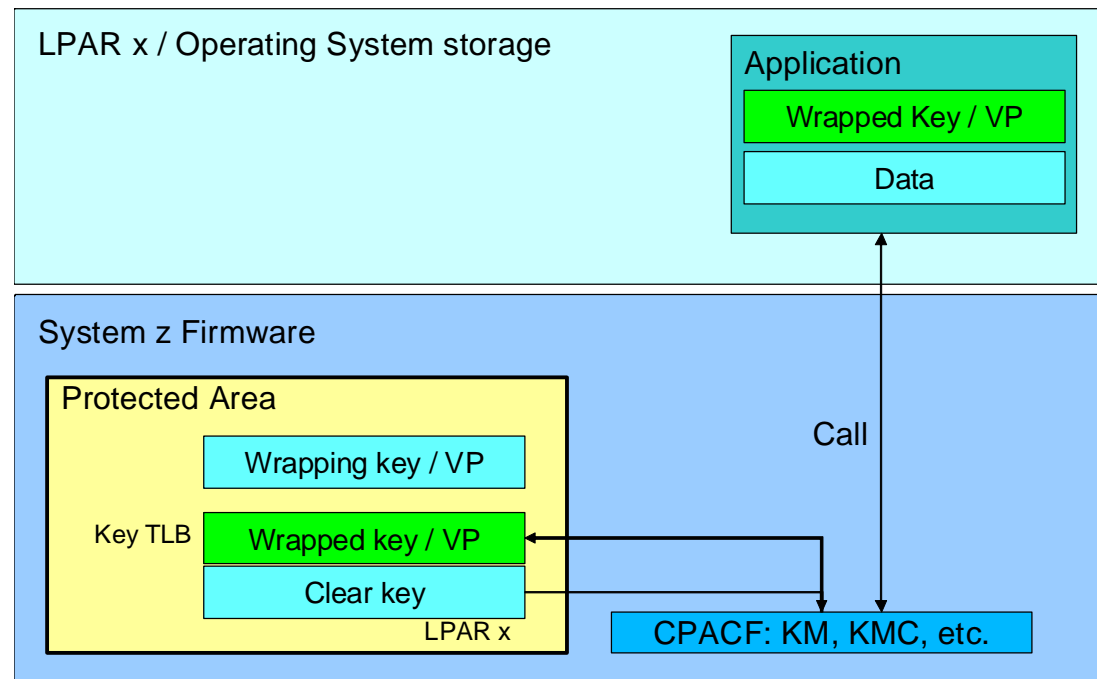 LPAR x / Operating System storage
Application
Wrapped Key / VP
Data
System z Firmware
Protected Area
Call
Wrapping key / VP
Key TLB
Wrapped key / VP
Clear key
LPAR x
CPACF: KM, KMC, etc.